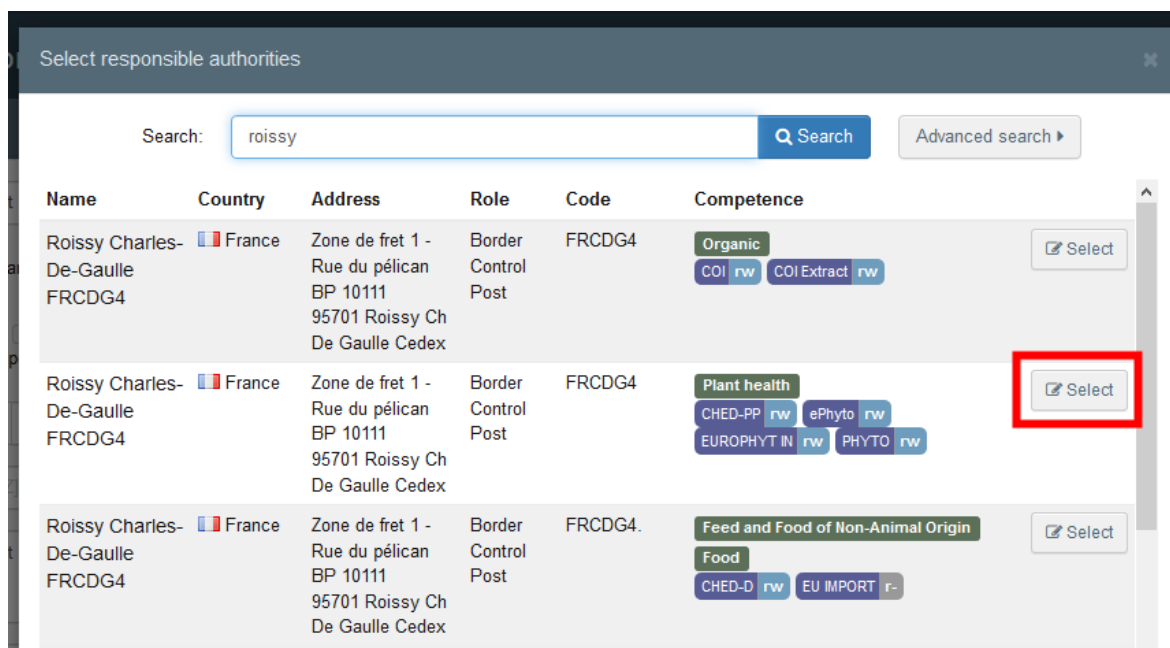 Select responsible authorities
Search: roissy Search Advanced search
Name Country Address Role Code Competence
Roissy Charles-De-Gaulle FRCDG4 France Zone de fret 1 - Rue du pélican BP 10111 95701 Roissy Ch De Gaulle Cedex Border Control Post FRCDG4 Organic COI rw COI Extract rw Select
Roissy Charles-De-Gaulle FRCDG4 France Zone de fret 1 - Rue du pélican BP 10111 95701 Roissy Ch De Gaulle Cedex Border Control Post FRCDG4 Plant health CHED-PP rw ePhyto rw EUROPHYT IN rw PHYTO rw Select
Roissy Charles-De-Gaulle FRCDG4 France Zone de fret 1 - Rue du pélican BP 10111 95701 Roissy Ch De Gaulle Cedex Border Control Post FRCDG4. Feed and Food of Non-Animal Origin Food CHED-D rw EU IMPORT r- Select